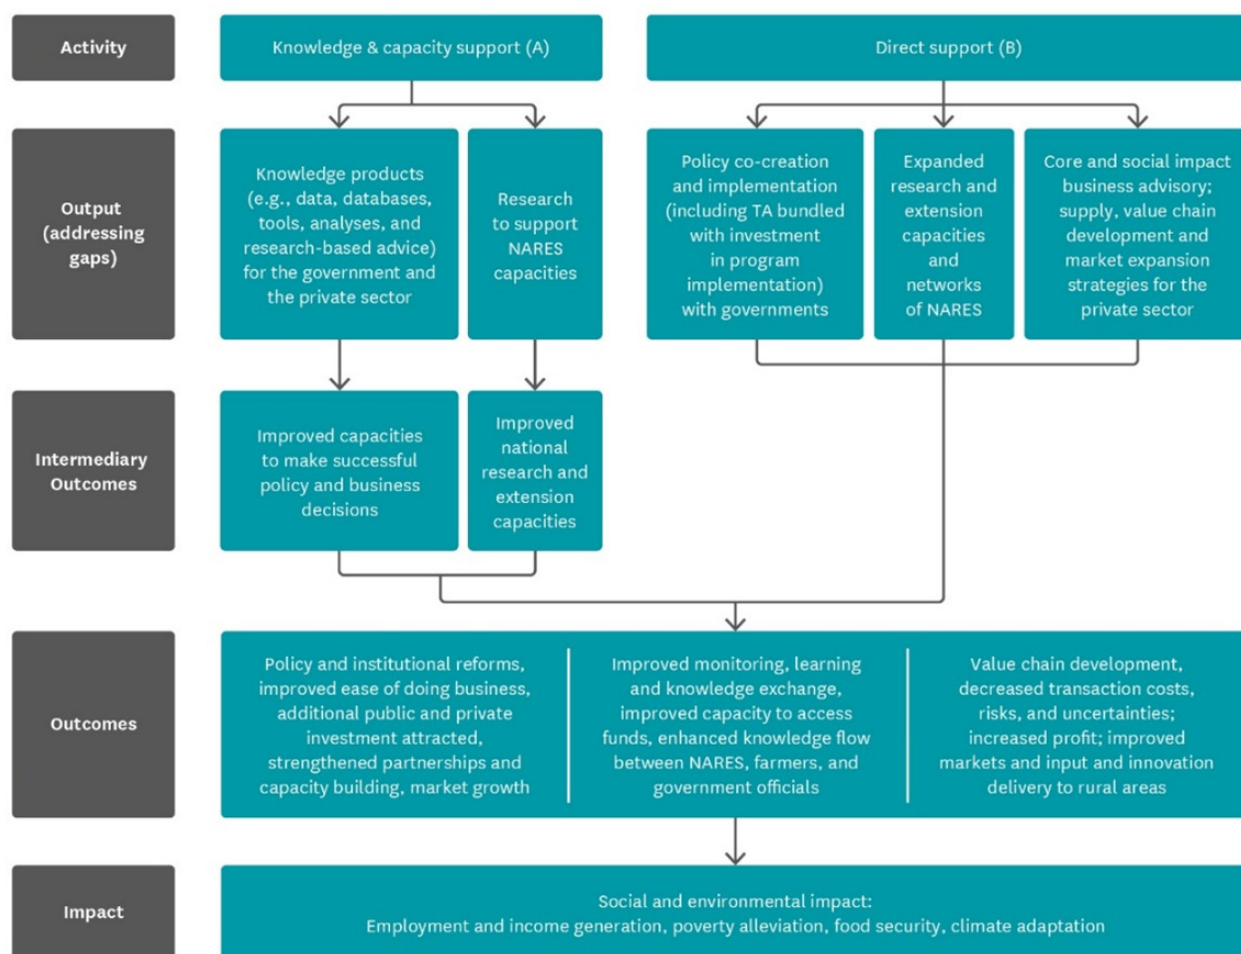 Activity
Knowledge & capacity support (A)
Direct support (B)
Output
(addressing
gaps)
Knowledge products
(e.g., data, databases,
tools, analyses, and
research-based advice)
for the government and
the private sector
Research
to support
NARES
capacities
Policy co-creation
and implementation
(including TA bundled
with investment
in program
implementation)
with governments
Expanded
research and
extension
capacities
and
networks
of NARES
Core and social impact
business advisory;
supply, value chain
development and
market expansion
strategies for the
private sector
Intermediary
Outcomes
Improved capacities
to make successful
policy and business
decisions
Improved
national
research and
extension
capacities
Outcomes
Policy and institutional reforms,
improved ease of doing business,
additional public and private
investment attracted,
strengthened partnerships and
capacity building, market growth
Improved monitoring, learning
and knowledge exchange,
improved capacity to access
funds, enhanced knowledge flow
between NARES, farmers, and
government officials
Value chain development,
decreased transaction costs,
risks, and uncertainties;
increased profit; improved
markets and input and innovation
delivery to rural areas
Impact
Social and environmental impact:
Employment and income generation, poverty alleviation, food security, climate adaptation